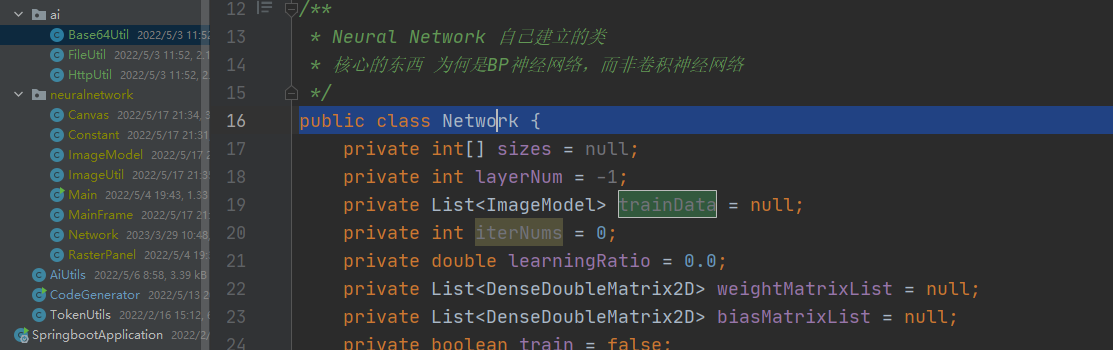 ai
Base64Util 2022/5/3 11:52
FileUtil 2022/5/3 11:52, 2.1
HttpUtil 2022/5/3 11:52, 2.
neuralnetwork
Canvas 2022/5/17 21:34, 3
Constant 2022/5/17 21:31
ImageModel 2022/5/17 2
ImageUtil 2022/5/17 21:3
Main 2022/5/4 19:43, 1.33
MainFrame 2022/5/17 21:
Network 2023/3/29 10:48,
RasterPanel 2022/5/4 19:
AiUtils 2022/5/6 8:58, 3.39 kB
CodeGenerator 2022/5/13 2
TokenUtils 2022/2/16 15:12, 6
SpringbootApplication 2022/2/
12 /**
13 * Neural Network 自己建立的类
14 * 核心的东西 为何是BP神经网络，而非卷积神经网络
15 */
16 public class Network {
17 private int[] sizes = null;
18 private int layerNum = -1;
19 private List<ImageModel> trainData = null;
20 private int iterNums = 0;
21 private double learningRatio = 0.0;
22 private List<DenseDoubleMatrix2D> weightMatrixList = null;
23 private List<DenseDoubleMatrix2D> biasMatrixList = null;
24 private boolean train = false;